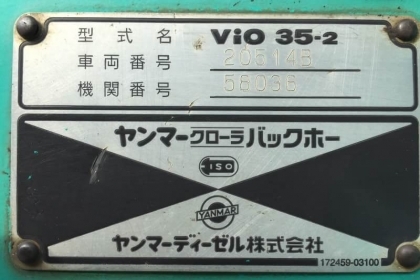 型式名 ViO 35-2
車両番号 20614B
機関番号 5803B
ヤンマークローラバックホー
ISO
YANMAR
ヤンマーディーゼル株式会社
172459-03100